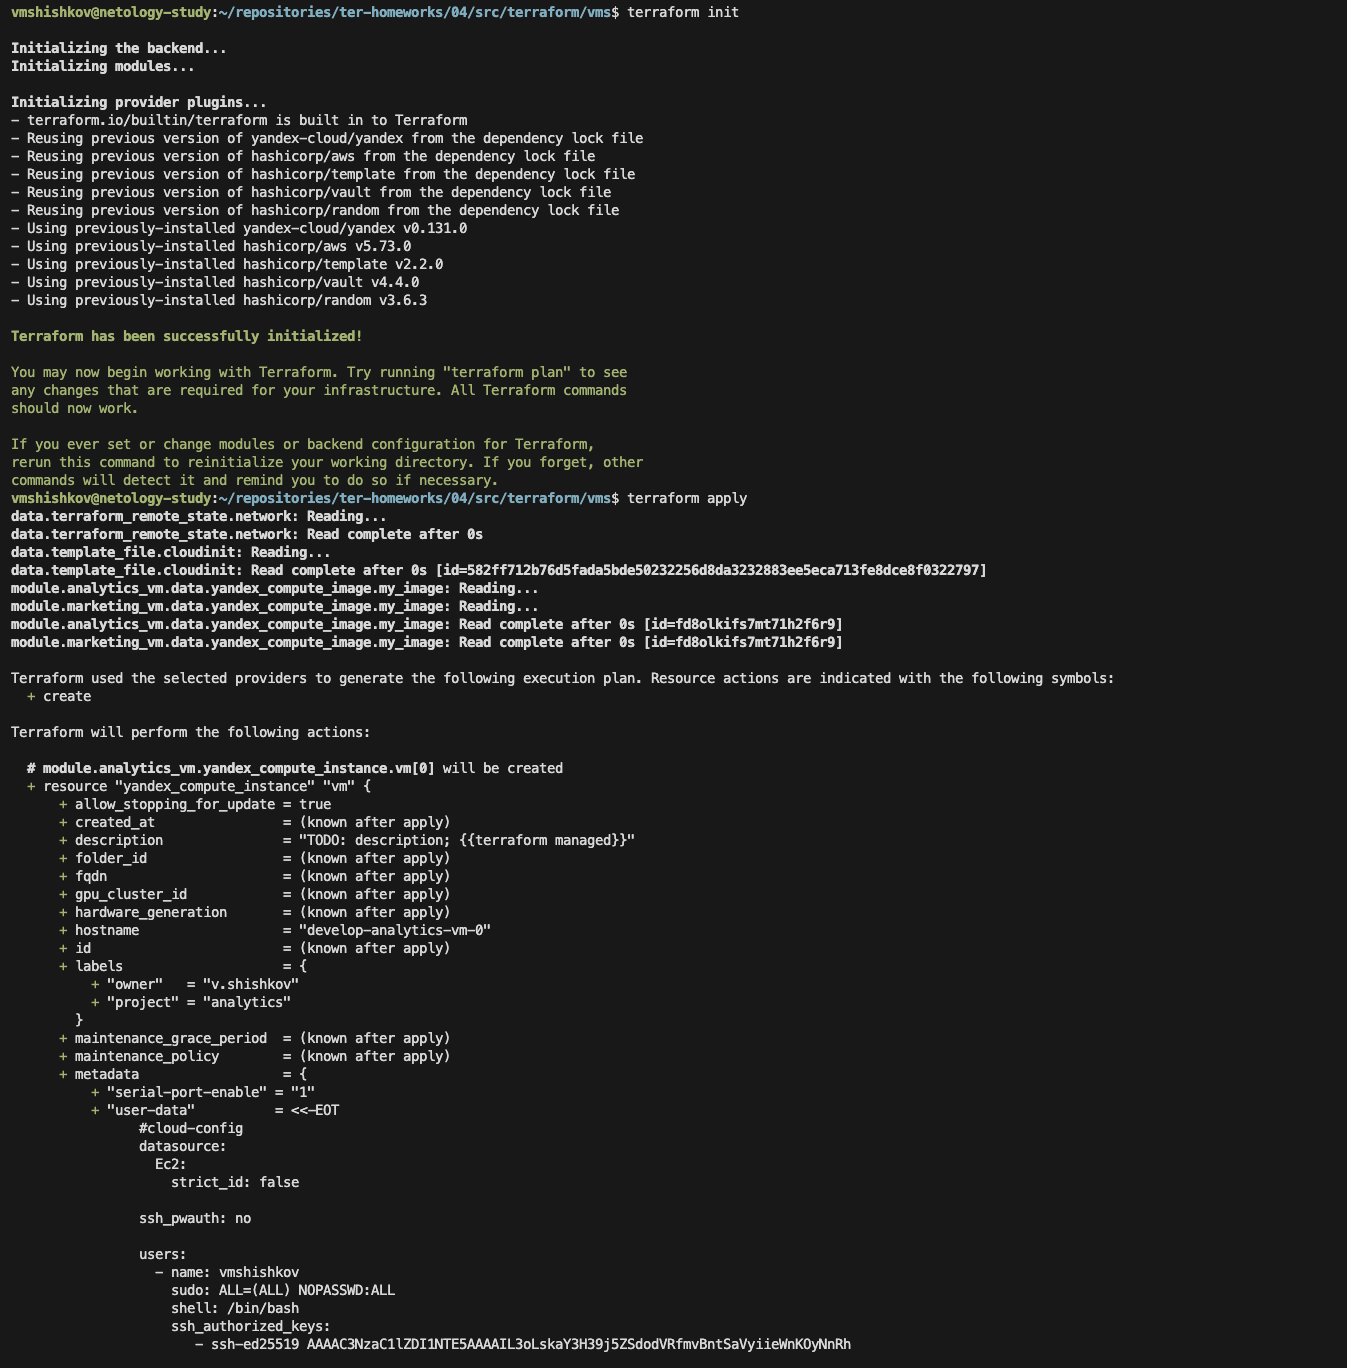 vmshishkov@netology-study:~/repositories/ter-homeworks/04/src/terraform/vms$ terraform init
Initializing the backend...
Initializing modules...
Initializing provider plugins...
- terraform.io/builtin/terraform is built in to Terraform
- Reusing previous version of yandex-cloud/yandex from the dependency lock file
- Reusing previous version of hashicorp/aws from the dependency lock file
- Reusing previous version of hashicorp/template from the dependency lock file
- Reusing previous version of hashicorp/vault from the dependency lock file
- Reusing previous version of hashicorp/random from the dependency lock file
- Using previously-installed yandex-cloud/yandex v0.131.0
- Using previously-installed hashicorp/aws v5.73.0
- Using previously-installed hashicorp/template v2.2.0
- Using previously-installed hashicorp/vault v4.4.0
- Using previously-installed hashicorp/random v3.6.3
Terraform has been successfully initialized!
You may now begin working with Terraform. Try running "terraform plan" to see
any changes that are required for your infrastructure. All Terraform commands
should now work.
If you ever set or change modules or backend configuration for Terraform,
rerun this command to reinitialize your working directory. If you forget, other
commands will detect it and remind you to do so if necessary.
vmshishkov@netology-study:~/repositories/ter-homeworks/04/src/terraform/vms$ terraform apply
data.terraform_remote_state.network: Reading...
data.terraform_remote_state.network: Read complete after 0s
data.template_file.cloudinit: Reading...
data.template_file.cloudinit: Read complete after 0s [id=582ff712b76d5fada5bde50232256d8da3232883ee5eca713fe8dce8f0322797]
module.analytics_vm.data.yandex_compute_image.my_image: Reading...
module.marketing_vm.data.yandex_compute_image.my_image: Reading...
module.analytics_vm.data.yandex_compute_image.my_image: Read complete after 0s [id=fd8olkifs7mt71h2f6r9]
module.marketing_vm.data.yandex_compute_image.my_image: Read complete after 0s [id=fd8olkifs7mt71h2f6r9]
Terraform used the selected providers to generate the following execution plan. Resource actions are indicated with the following symbols:
  + create
Terraform will perform the following actions:
  # module.analytics_vm.yandex_compute_instance.vm[0] will be created
  + resource "yandex_compute_instance" "vm" {
      + allow_stopping_for_update = true
      + created_at                = (known after apply)
      + description               = "TODO: description; {{terraform managed}}"
      + folder_id                 = (known after apply)
      + fqdn                      = (known after apply)
      + gpu_cluster_id            = (known after apply)
      + hardware_generation       = (known after apply)
      + hostname                  = "develop-analytics-vm-0"
      + id                        = (known after apply)
      + labels                    = {
          + "owner"   = "v.shishkov"
          + "project" = "analytics"
        }
      + maintenance_grace_period  = (known after apply)
      + maintenance_policy        = (known after apply)
      + metadata                  = {
          + "serial-port-enable" = "1"
          + "user-data"          = <<-EOT
                #cloud-config
                datasource:
                  Ec2:
                    strict_id: false
                ssh_pwauth: no
                users:
                  - name: vmshishkov
                    sudo: ALL=(ALL) NOPASSWD:ALL
                    shell: /bin/bash
                    ssh_authorized_keys:
                       - ssh-ed25519 AAAAC3NzaC1lZDI1NTE5AAAAIL3oLskaY3H39j5ZSdodVRfmvBntSaVyiieWnKOyNnRh